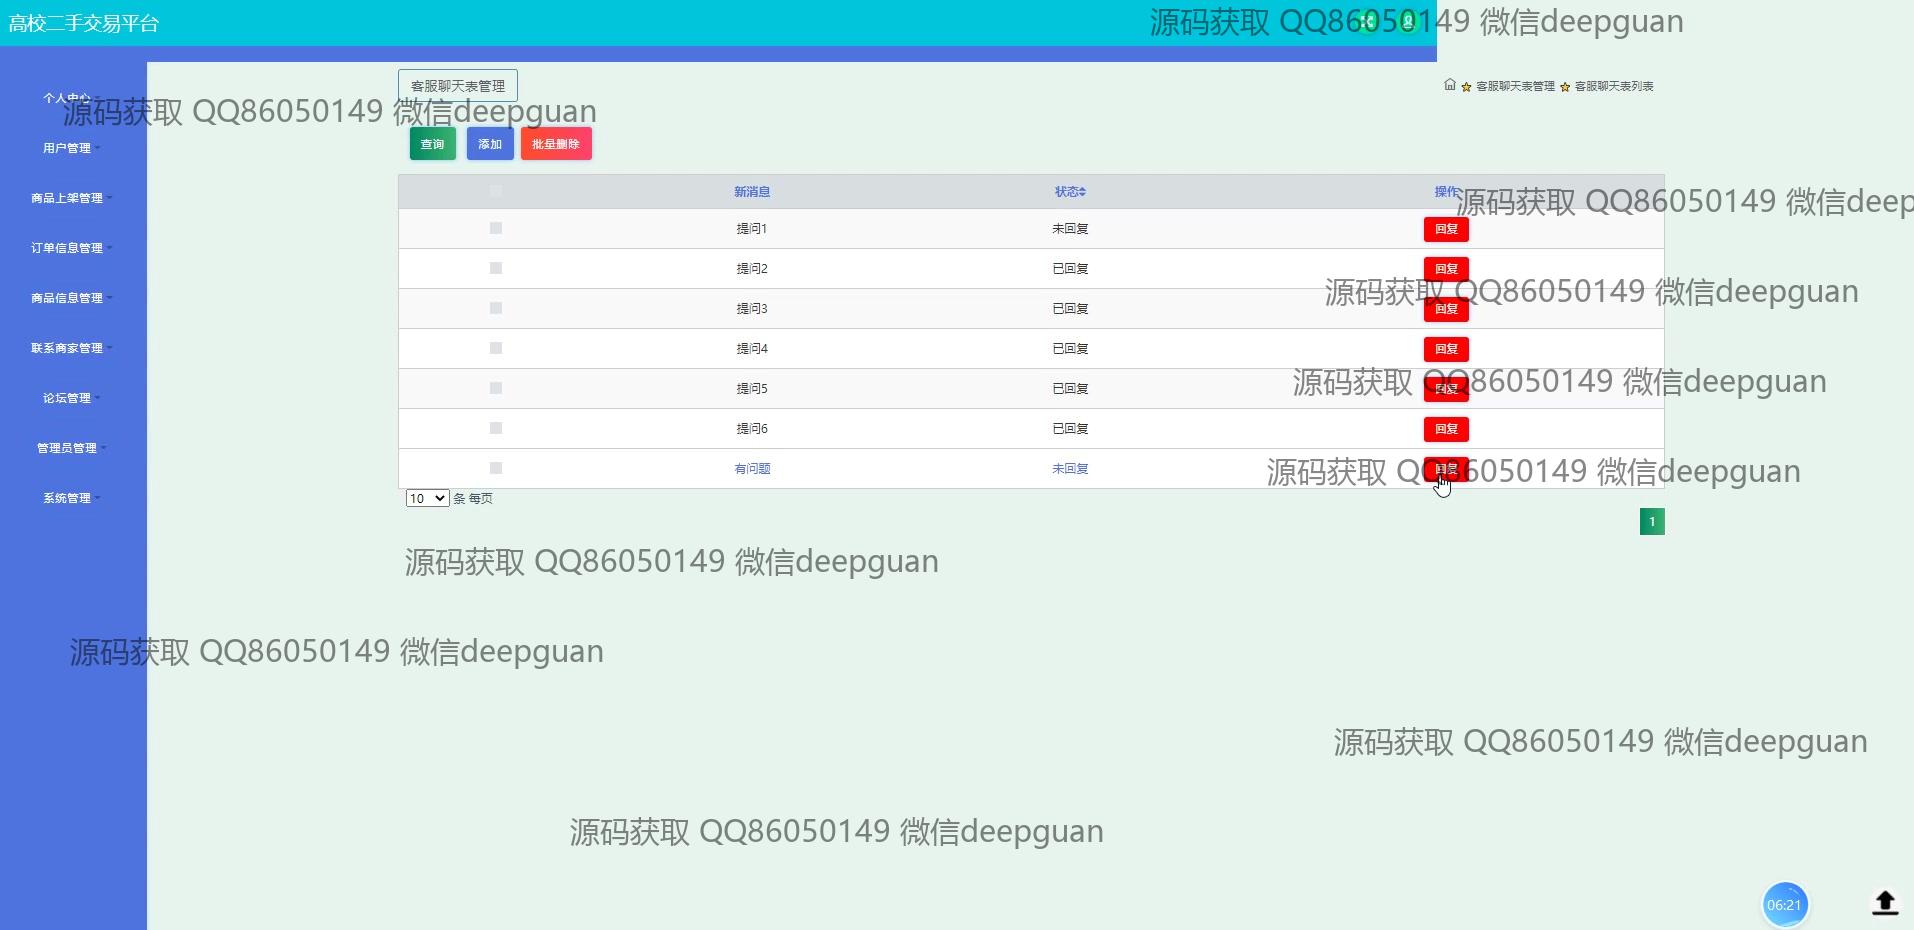 高校二手交易平台
源码获取 QQ86050149 微信deepguan
客服聊天表管理
客服聊天表管理 客服聊天表列表
个人中心
源码获取 QQ86050149 微信deepguan
查询 添加 批量删除
用户管理
新消息 状态 操作
商品上架管理
源码获取 QQ86050149 微信deep
提问1 未回复 回复
订单信息管理
提问2 已回复 回复
源码获取 QQ86050149 微信deepguan
商品信息管理
提问3 已回复 回复
联系商家管理
提问4 已回复 回复
源码获取 QQ86050149 微信deepguan
提问5 已回复 回复
论坛管理
提问6 已回复 回复
管理员管理
有问题 未回复 回复
源码获取 QQ86050149 微信deepguan
系统管理
10 条 每页
1
源码获取 QQ86050149 微信deepguan
源码获取 QQ86050149 微信deepguan
源码获取 QQ86050149 微信deepguan
源码获取 QQ86050149 微信deepguan
06:21